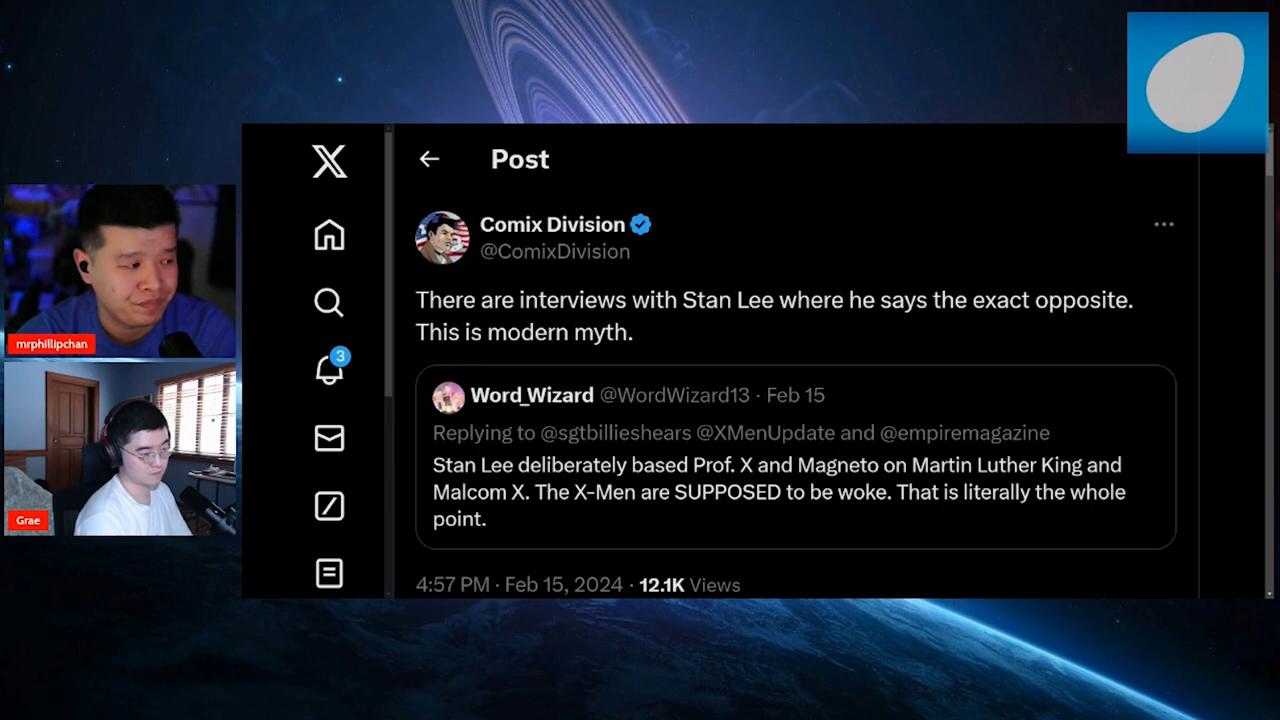 Post
Comix Division
@ComixDivision
There are interviews with Stan Lee where he says the exact opposite.
This is modern myth.
Word_Wizard @WordWizard13 · Feb 15
Replying to @sgtbillieshears @XMenUpdate and @empiremagazine
Stan Lee deliberately based Prof. X and Magneto on Martin Luther King and
Malcom X. The X-Men are SUPPOSED to be woke. That is literally the whole
point.
4:57 PM · Feb 15, 2024 · 12.1K Views
3
mrphillipchan
Grae